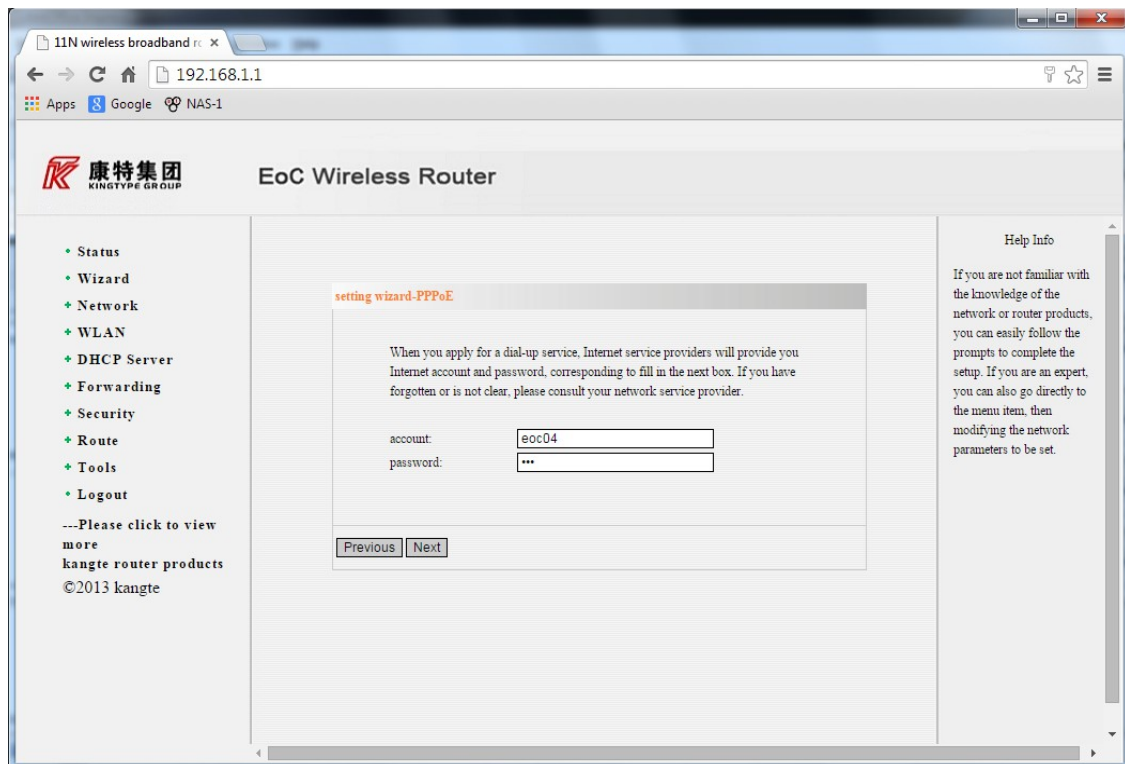 11N wireless broadband rc
192.168.1.1
Apps
Google
NAS-1
康特集团
KINGTYPE GROUP
EoC Wireless Router
Status
Wizard
Network
WLAN
DHCP Server
Forwarding
Security
Route
Tools
Logout
---Please click to view
more
kangte router products
©2013 kangte
setting wizard-PPPoE
When you apply for a dial-up service, Internet service providers will provide you
Internet account and password, corresponding to fill in the next box. If you have
forgotten or is not clear, please consult your network service provider.
account: eoc04
password: •••
Previous Next
Help Info
If you are not familiar with
the knowledge of the
network or router products,
you can easily follow the
prompts to complete the
setup. If you are an expert,
you can also go directly to
the menu item, then
modifying the network
parameters to be set.